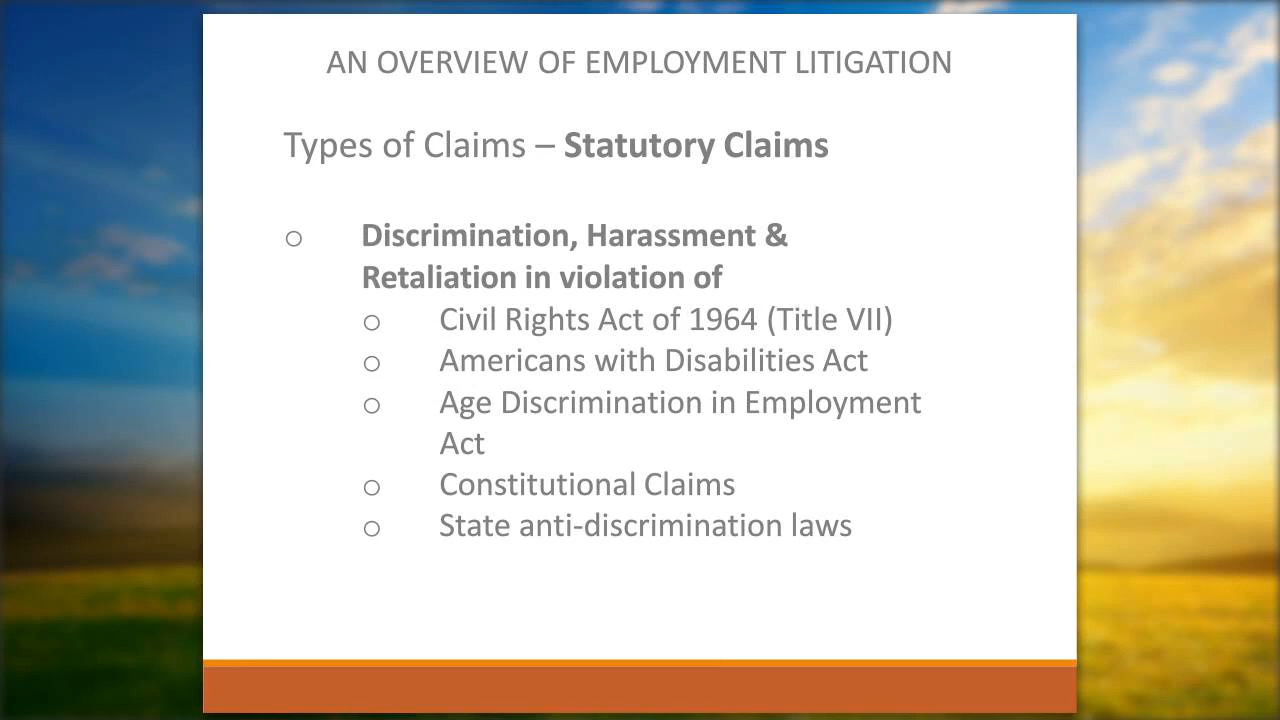 AN OVERVIEW OF EMPLOYMENT LITIGATION
Types of Claims – Statutory Claims
Discrimination, Harassment &
Retaliation in violation of
Civil Rights Act of 1964 (Title VII)
Americans with Disabilities Act
Age Discrimination in Employment
Act
Constitutional Claims
State anti-discrimination laws